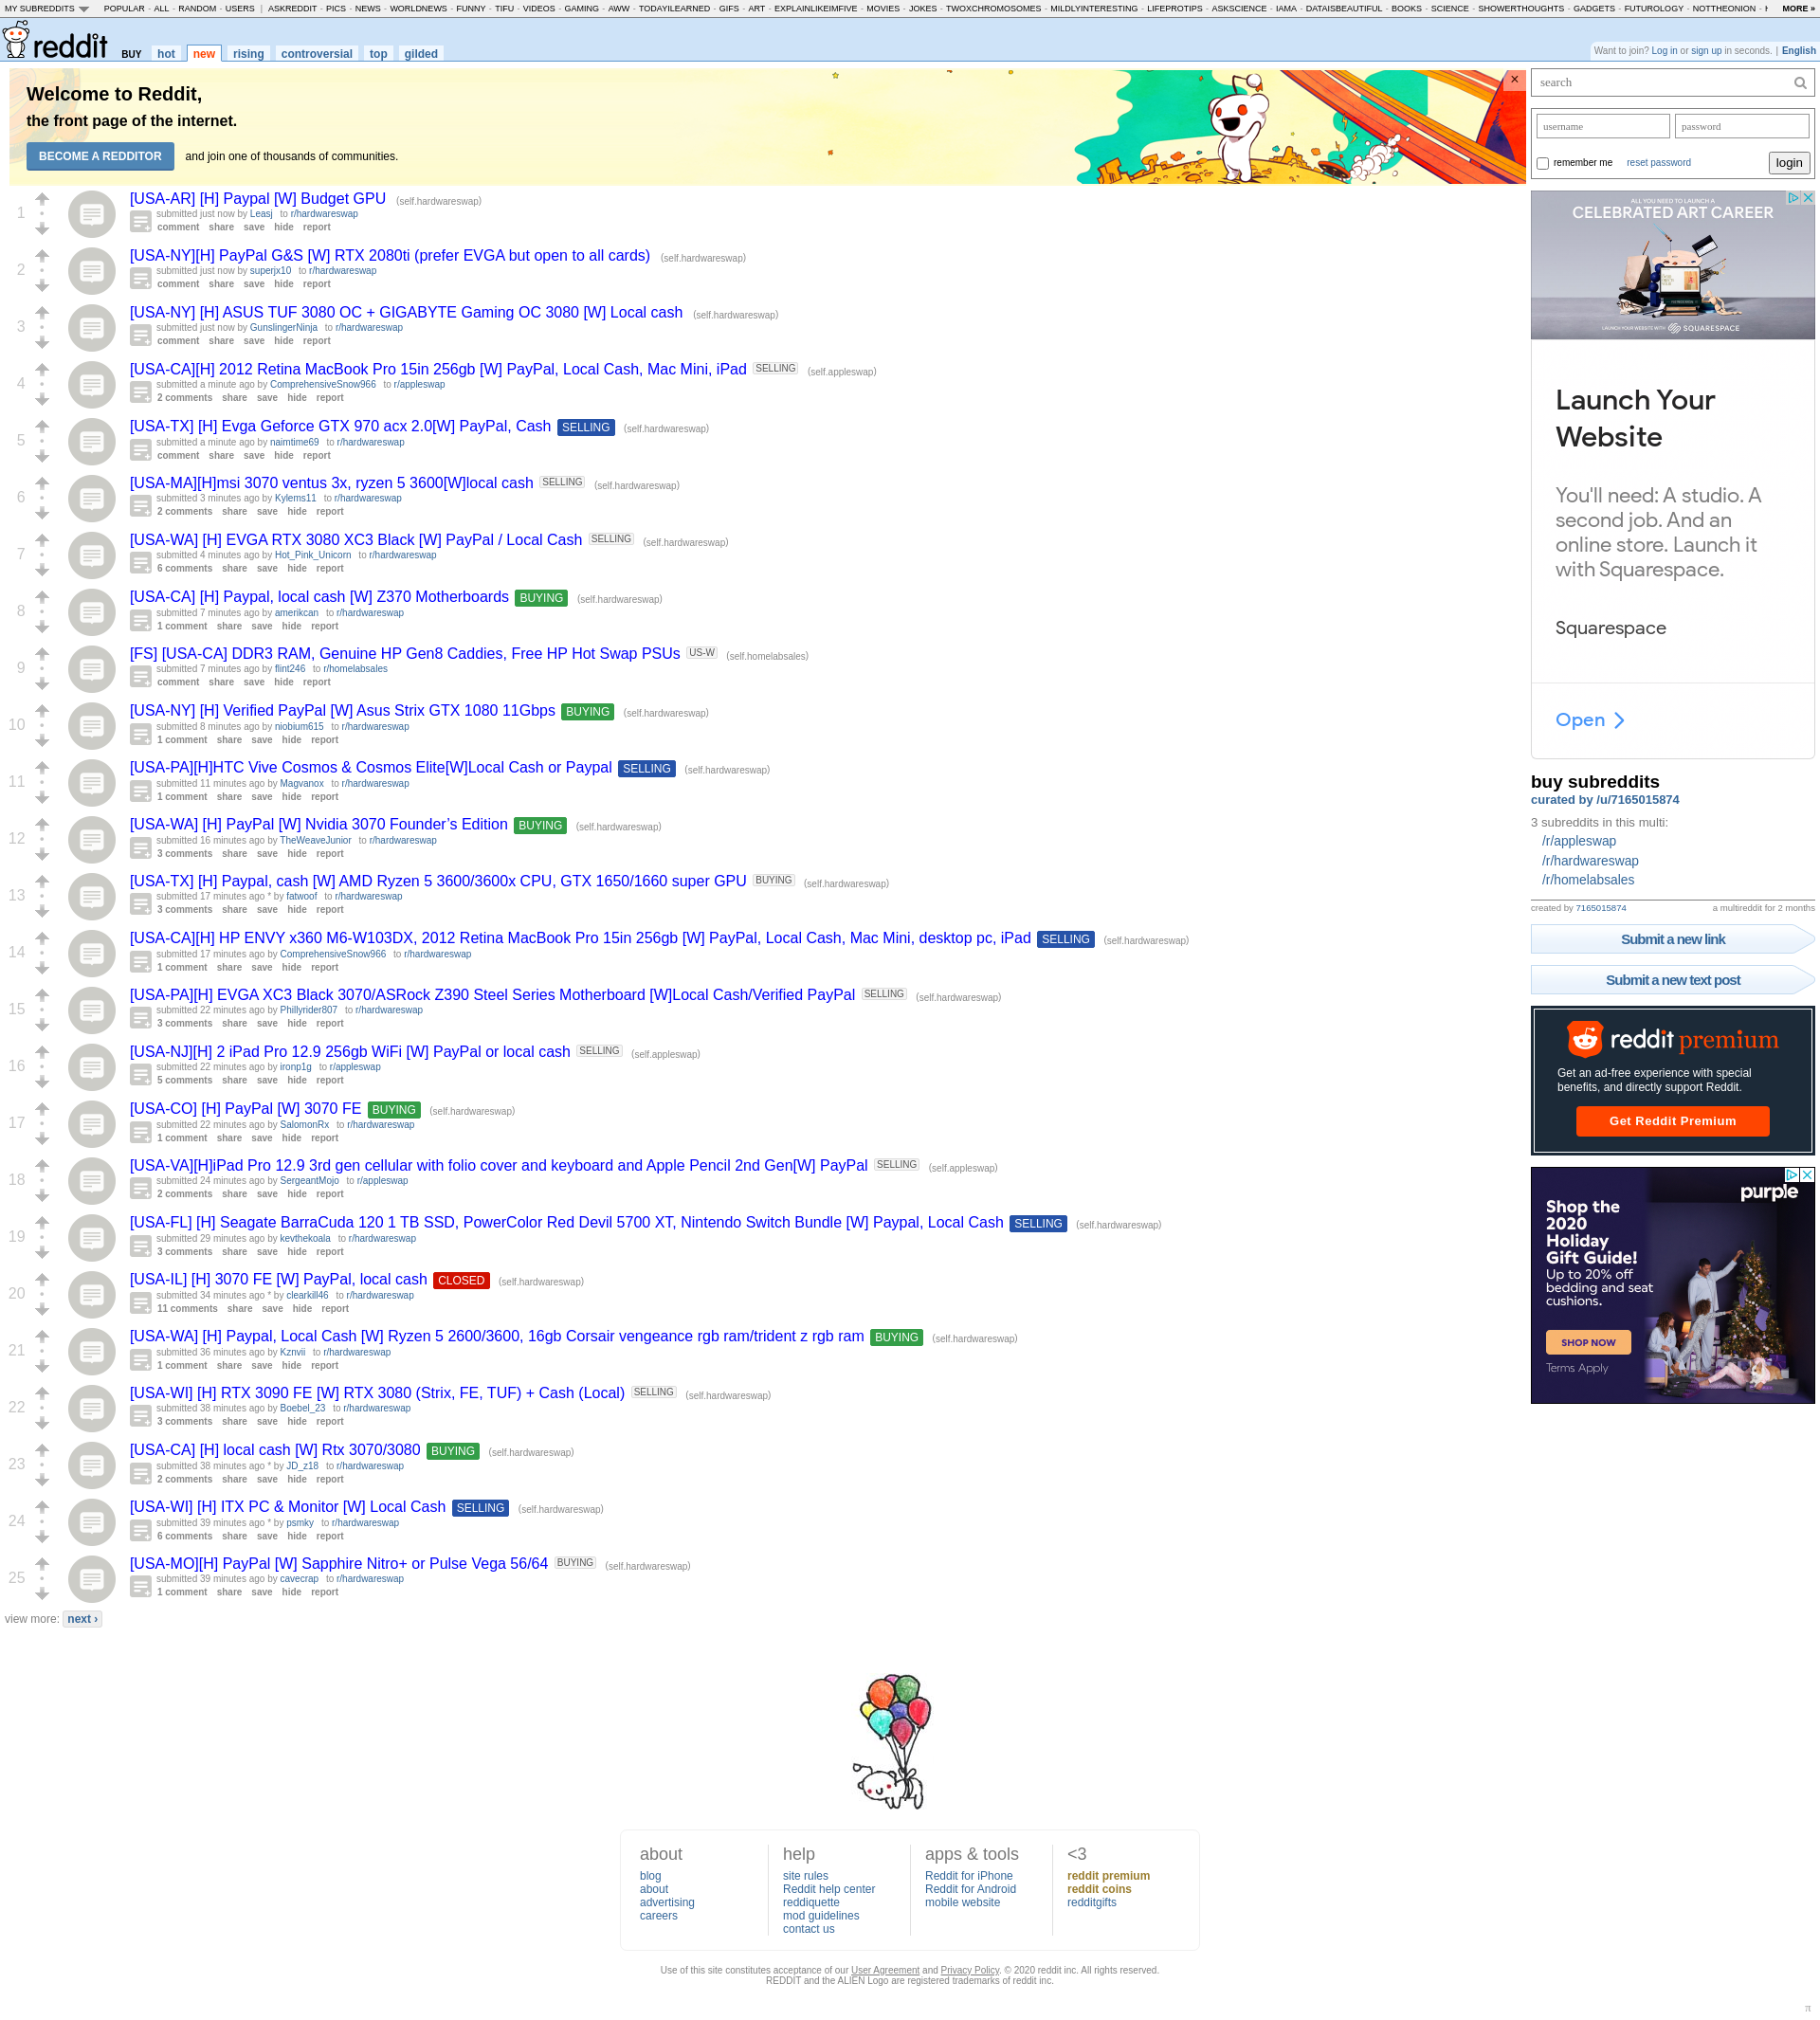 MY SUBREDDITS POPULAR - ALL - RANDOM - USERS | ASKREDDIT - PICS - NEWS - WORLDNEWS - FUNNY - TIFU - VIDEOS - GAMING - AWW - TODAYILEARNED - GIFS - ART - EXPLAINLIKEIMFIVE - MOVIES - JOKES - TWOXCHROMOSOMES - MILDLYINTERESTING - LIFEPROTIPS - ASKSCIENCE - IAMA - DATAISBEAUTIFUL - BOOKS - SCIENCE - SHOWERTHOUGHTS - GADGETS - FUTUROLOGY - NOTTHEONION - MORE »
reddit BUY hot new rising controversial top gilded
Want to join? Log in or sign up in seconds. | English
Welcome to Reddit,
the front page of the internet.
BECOME A REDDITOR and join one of thousands of communities.
×
1
[USA-AR] [H] Paypal [W] Budget GPU (self.hardwareswap)
submitted just now by Leasj to r/hardwareswap
comment share save hide report
2
[USA-NY][H] PayPal G&S [W] RTX 2080ti (prefer EVGA but open to all cards) (self.hardwareswap)
submitted just now by superjx10 to r/hardwareswap
comment share save hide report
3
[USA-NY] [H] ASUS TUF 3080 OC + GIGABYTE Gaming OC 3080 [W] Local cash (self.hardwareswap)
submitted just now by GunslingerNinja to r/hardwareswap
comment share save hide report
4
[USA-CA][H] 2012 Retina MacBook Pro 15in 256gb [W] PayPal, Local Cash, Mac Mini, iPad SELLING (self.appleswap)
submitted a minute ago by ComprehensiveSnow966 to r/appleswap
2 comments share save hide report
5
[USA-TX] [H] Evga Geforce GTX 970 acx 2.0[W] PayPal, Cash SELLING (self.hardwareswap)
submitted a minute ago by naimtime69 to r/hardwareswap
comment share save hide report
6
[USA-MA][H]msi 3070 ventus 3x, ryzen 5 3600[W]local cash SELLING (self.hardwareswap)
submitted 3 minutes ago by Kylems11 to r/hardwareswap
2 comments share save hide report
7
[USA-WA] [H] EVGA RTX 3080 XC3 Black [W] PayPal / Local Cash SELLING (self.hardwareswap)
submitted 4 minutes ago by Hot_Pink_Unicorn to r/hardwareswap
6 comments share save hide report
8
[USA-CA] [H] Paypal, local cash [W] Z370 Motherboards BUYING (self.hardwareswap)
submitted 7 minutes ago by amerikcan to r/hardwareswap
1 comment share save hide report
9
[FS] [USA-CA] DDR3 RAM, Genuine HP Gen8 Caddies, Free HP Hot Swap PSUs US-W (self.homelabsales)
submitted 7 minutes ago by flint246 to r/homelabsales
comment share save hide report
10
[USA-NY] [H] Verified PayPal [W] Asus Strix GTX 1080 11Gbps BUYING (self.hardwareswap)
submitted 8 minutes ago by niobium615 to r/hardwareswap
1 comment share save hide report
11
[USA-PA][H]HTC Vive Cosmos & Cosmos Elite[W]Local Cash or Paypal SELLING (self.hardwareswap)
submitted 11 minutes ago by Magvanox to r/hardwareswap
1 comment share save hide report
12
[USA-WA] [H] PayPal [W] Nvidia 3070 Founder’s Edition BUYING (self.hardwareswap)
submitted 16 minutes ago by TheWeaveJunior to r/hardwareswap
3 comments share save hide report
13
[USA-TX] [H] Paypal, cash [W] AMD Ryzen 5 3600/3600x CPU, GTX 1650/1660 super GPU BUYING (self.hardwareswap)
submitted 17 minutes ago * by fatwoof to r/hardwareswap
3 comments share save hide report
14
[USA-CA][H] HP ENVY x360 M6-W103DX, 2012 Retina MacBook Pro 15in 256gb [W] PayPal, Local Cash, Mac Mini, desktop pc, iPad SELLING (self.hardwareswap)
submitted 17 minutes ago by ComprehensiveSnow966 to r/hardwareswap
1 comment share save hide report
15
[USA-PA][H] EVGA XC3 Black 3070/ASRock Z390 Steel Series Motherboard [W]Local Cash/Verified PayPal SELLING (self.hardwareswap)
submitted 22 minutes ago by Phillyrider807 to r/hardwareswap
3 comments share save hide report
16
[USA-NJ][H] 2 iPad Pro 12.9 256gb WiFi [W] PayPal or local cash SELLING (self.appleswap)
submitted 22 minutes ago by ironp1g to r/appleswap
5 comments share save hide report
17
[USA-CO] [H] PayPal [W] 3070 FE BUYING (self.hardwareswap)
submitted 22 minutes ago by SalomonRx to r/hardwareswap
1 comment share save hide report
18
[USA-VA][H]iPad Pro 12.9 3rd gen cellular with folio cover and keyboard and Apple Pencil 2nd Gen[W] PayPal SELLING (self.appleswap)
submitted 24 minutes ago by SergeantMojo to r/appleswap
2 comments share save hide report
19
[USA-FL] [H] Seagate BarraCuda 120 1 TB SSD, PowerColor Red Devil 5700 XT, Nintendo Switch Bundle [W] Paypal, Local Cash SELLING (self.hardwareswap)
submitted 29 minutes ago by kevthekoala to r/hardwareswap
3 comments share save hide report
20
[USA-IL] [H] 3070 FE [W] PayPal, local cash CLOSED (self.hardwareswap)
submitted 34 minutes ago * by clearkill46 to r/hardwareswap
11 comments share save hide report
21
[USA-WA] [H] Paypal, Local Cash [W] Ryzen 5 2600/3600, 16gb Corsair vengeance rgb ram/trident z rgb ram BUYING (self.hardwareswap)
submitted 36 minutes ago by Kznvii to r/hardwareswap
1 comment share save hide report
22
[USA-WI] [H] RTX 3090 FE [W] RTX 3080 (Strix, FE, TUF) + Cash (Local) SELLING (self.hardwareswap)
submitted 38 minutes ago by Boebel_23 to r/hardwareswap
3 comments share save hide report
23
[USA-CA] [H] local cash [W] Rtx 3070/3080 BUYING (self.hardwareswap)
submitted 38 minutes ago * by JD_z18 to r/hardwareswap
2 comments share save hide report
24
[USA-WI] [H] ITX PC & Monitor [W] Local Cash SELLING (self.hardwareswap)
submitted 39 minutes ago * by psmky to r/hardwareswap
6 comments share save hide report
25
[USA-MO][H] PayPal [W] Sapphire Nitro+ or Pulse Vega 56/64 BUYING (self.hardwareswap)
submitted 39 minutes ago by cavecrap to r/hardwareswap
1 comment share save hide report
view more: next ›
search
username password
remember me reset password login
ALL YOU NEED TO LAUNCH A
CELEBRATED ART CAREER
LAUNCH YOUR WEBSITE WITH SQUARESPACE
Launch Your
Website
You'll need: A studio. A
second job. And an
online store. Launch it
with Squarespace.
Squarespace
Open
buy subreddits
curated by /u/7165015874
3 subreddits in this multi:
/r/appleswap
/r/hardwareswap
/r/homelabsales
created by 7165015874 a multireddit for 2 months
Submit a new link
Submit a new text post
reddit premium
Get an ad-free experience with special
benefits, and directly support Reddit.
Get Reddit Premium
purple
Shop the
2020
Holiday
Gift Guide!
Up to 20% off
bedding and seat
cushions.
SHOP NOW
Terms Apply
about
blog
about
advertising
careers
help
site rules
Reddit help center
reddiquette
mod guidelines
contact us
apps & tools
Reddit for iPhone
Reddit for Android
mobile website
<3
reddit premium
reddit coins
redditgifts
Use of this site constitutes acceptance of our User Agreement and Privacy Policy. © 2020 reddit inc. All rights reserved.
REDDIT and the ALIEN Logo are registered trademarks of reddit inc.
π